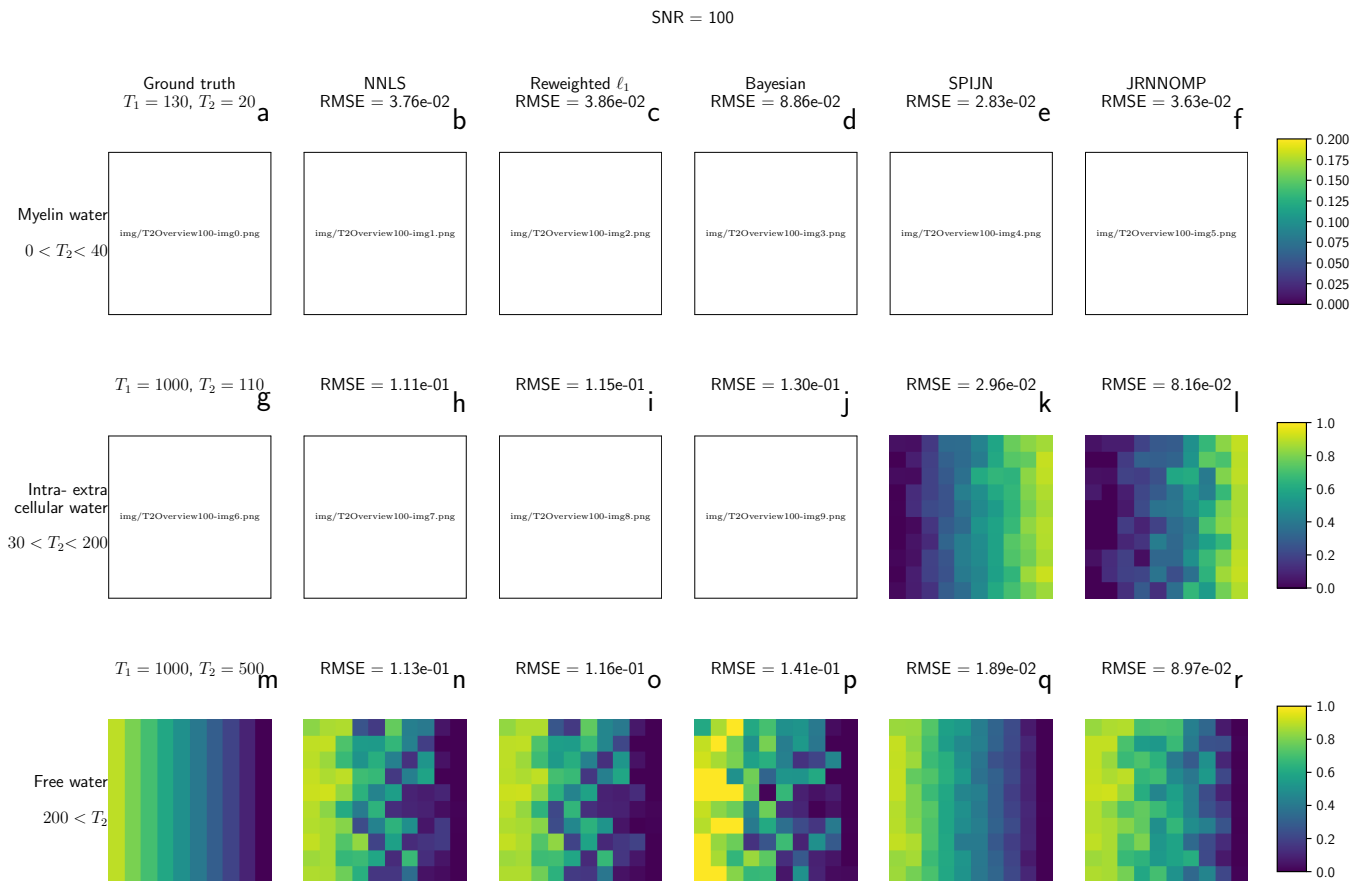 SNR = 100
Ground truth
T₁ = 130, T₂ = 20
a
NNLS
RMSE = 3.76e-02
b
Reweighted ℓ₁
RMSE = 3.86e-02
c
Bayesian
RMSE = 8.86e-02
d
SPIJN
RMSE = 2.83e-02
e
JRNNOMP
RMSE = 3.63e-02
f
Myelin water
0 < T₂ < 40
img/T2Overview100-img0.png
img/T2Overview100-img1.png
img/T2Overview100-img2.png
img/T2Overview100-img3.png
img/T2Overview100-img4.png
img/T2Overview100-img5.png
0.200
0.175
0.150
0.125
0.100
0.075
0.050
0.025
0.000
T₁ = 1000, T₂ = 110
g
RMSE = 1.11e-01
h
RMSE = 1.15e-01
i
RMSE = 1.30e-01
j
RMSE = 2.96e-02
k
RMSE = 8.16e-02
l
Intra- extra
cellular water
30 < T₂ < 200
img/T2Overview100-img6.png
img/T2Overview100-img7.png
img/T2Overview100-img8.png
img/T2Overview100-img9.png
1.0
0.8
0.6
0.4
0.2
0.0
T₁ = 1000, T₂ = 500
m
RMSE = 1.13e-01
n
RMSE = 1.16e-01
o
RMSE = 1.41e-01
p
RMSE = 1.89e-02
q
RMSE = 8.97e-02
r
Free water
200 < T₂
1.0
0.8
0.6
0.4
0.2
0.0